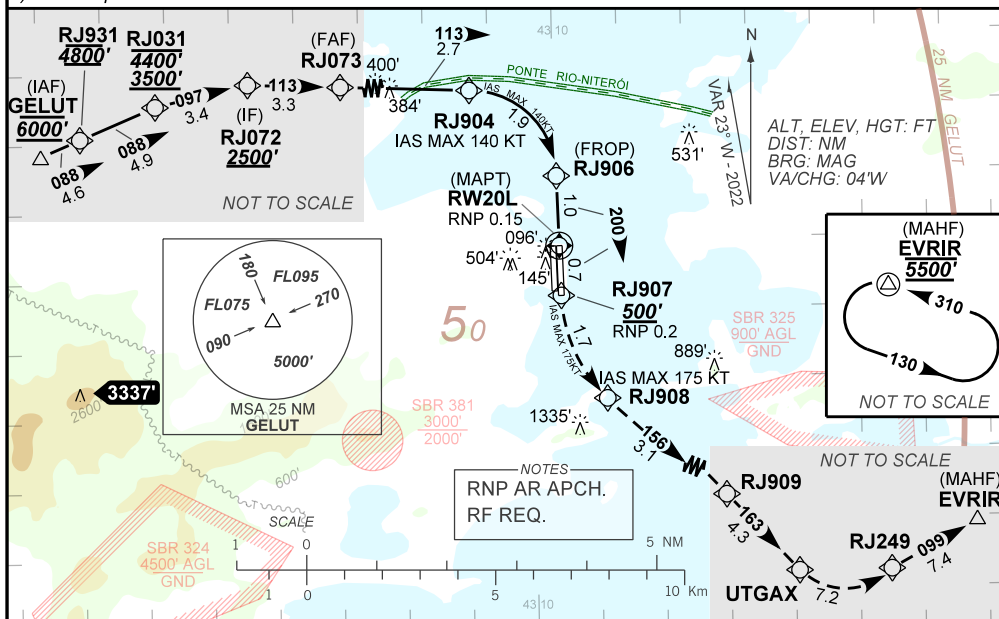 RJ931
4800'
RJ031
4400'
3500'
(IAF)
GELUT
6000'
088
4.6
088
4.9
097
3.4
(IF)
RJ072
2500'
113
3.3
(FAF)
RJ073
NOT TO SCALE
400'
384'
113
2.7
43 10
PONTE RIO-NITERÓI
RJ904
IAS MAX 140 KT
IAS MAX 140KT
1.9
(FROP)
RJ906
531'
N
VAR 23° W - 2022
ALT, ELEV, HGT: FT
DIST: NM
BRG: MAG
VA/CHG: 04'W
25 NM GELUT
(MAPT)
RW20L
RNP 0.15
1.0
200
0.7
096'
504'
145'
RJ907
500'
RNP 0.2
IAS MAX 175KT
1.7
50
180
FL095
FL075
270
090
5000'
MSA 25 NM
GELUT
3337'
2600
600'
SBR 381
3000'
2000'
SBR 325
900' AGL
GND
889'
IAS MAX 175 KT
RJ908
1335'
156
3.1
(MAHF)
EVRIR
5500'
310
130
NOT TO SCALE
NOTES
RNP AR APCH.
RF REQ.
NOT TO SCALE
RJ909
163
4.3
UTGAX
7.2
RJ249
099
7.4
(MAHF)
EVRIR
SBR 324
4500' AGL
GND
SCALE
1 0 5 NM
1 0 5 10 Km
43 10